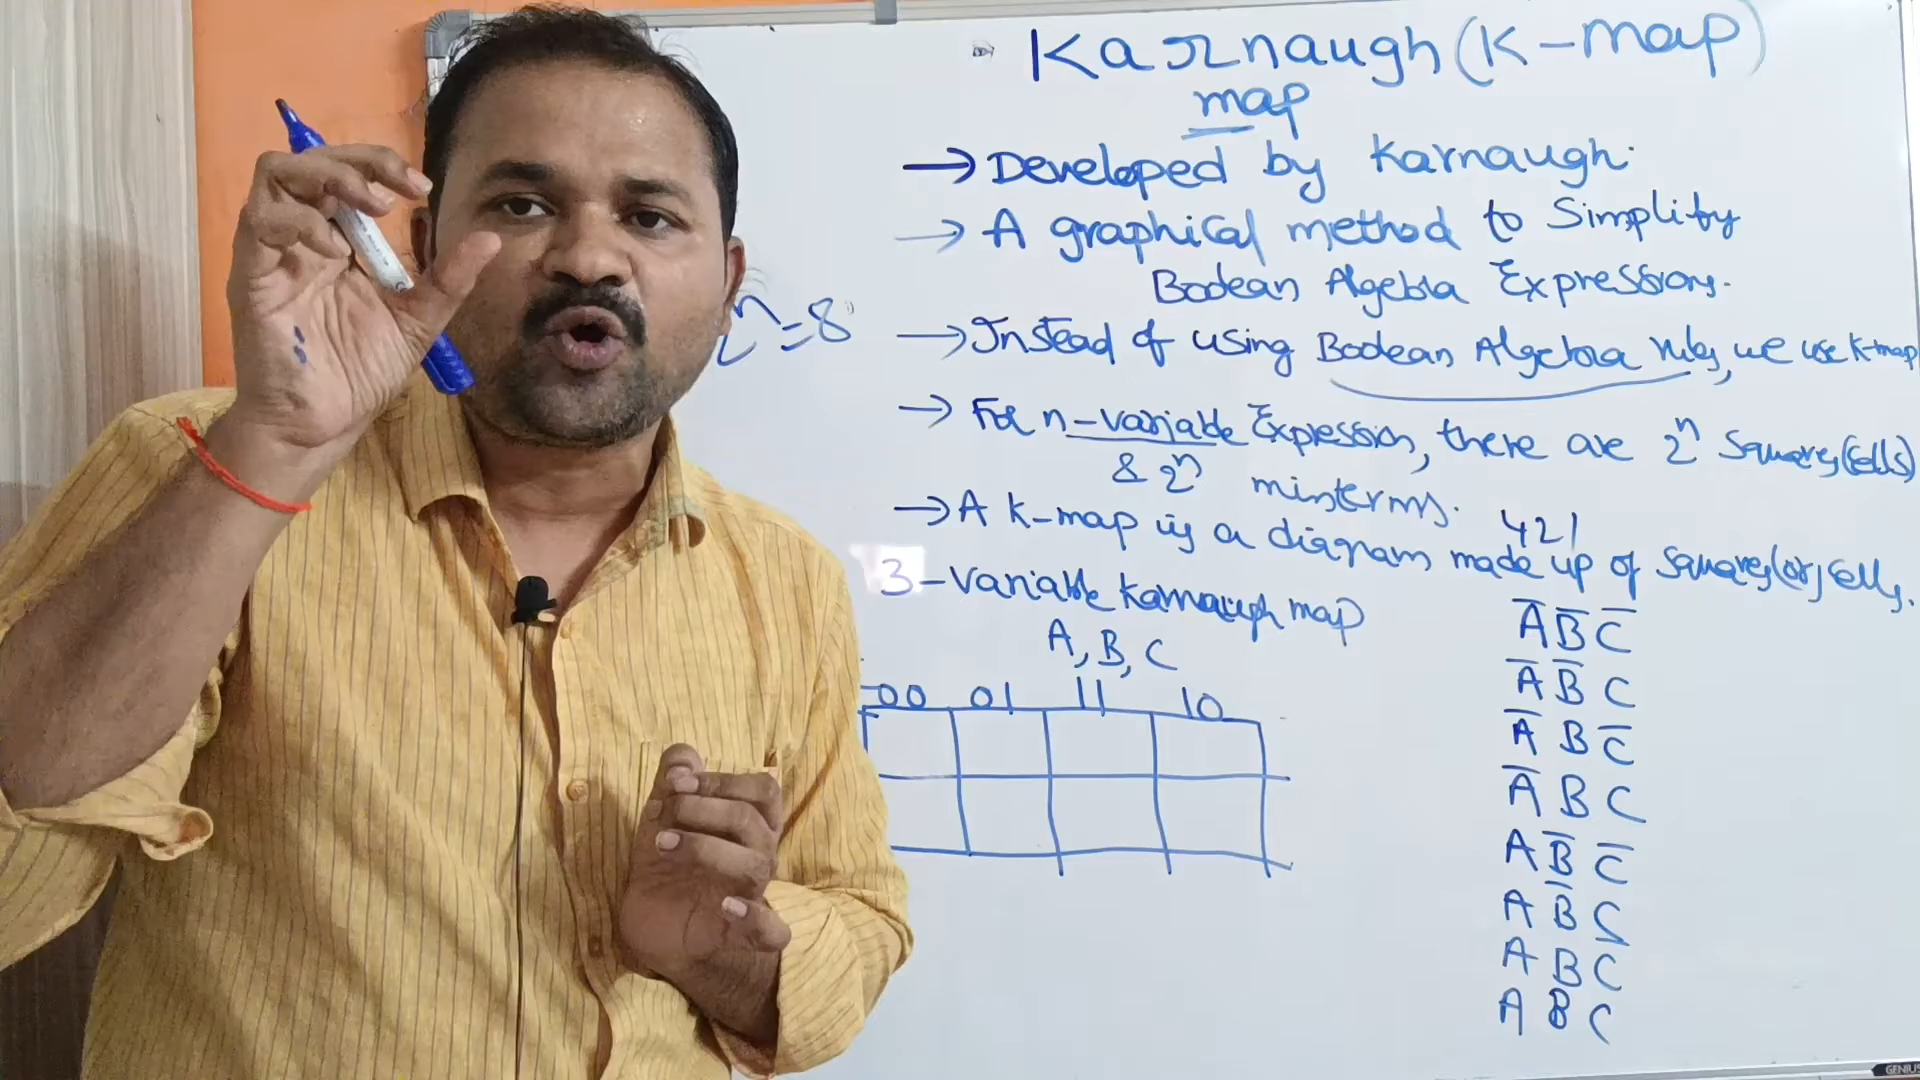 Karnaugh (K-map)
map
→ Developed by Karnaugh.
→ A graphical method to Simplify
Boolean Algebra Expressions.
→ Instead of using Boolean Algebra rules, we use K-map
→ For n-variable Expression, there are 2ⁿ Squares(cells)
& 2ⁿ minterms.
→ A K-map is a diagram made up of Squares(or)cells.
n=8
421
3-variable Karnaugh map
A, B, C
00 01 11 10
A̅ B̅ C̅
A̅ B̅ C
A̅ B C̅
A̅ B C
A B̅ C̅
A B̅ C
A B C̅
A B C
GENIUS